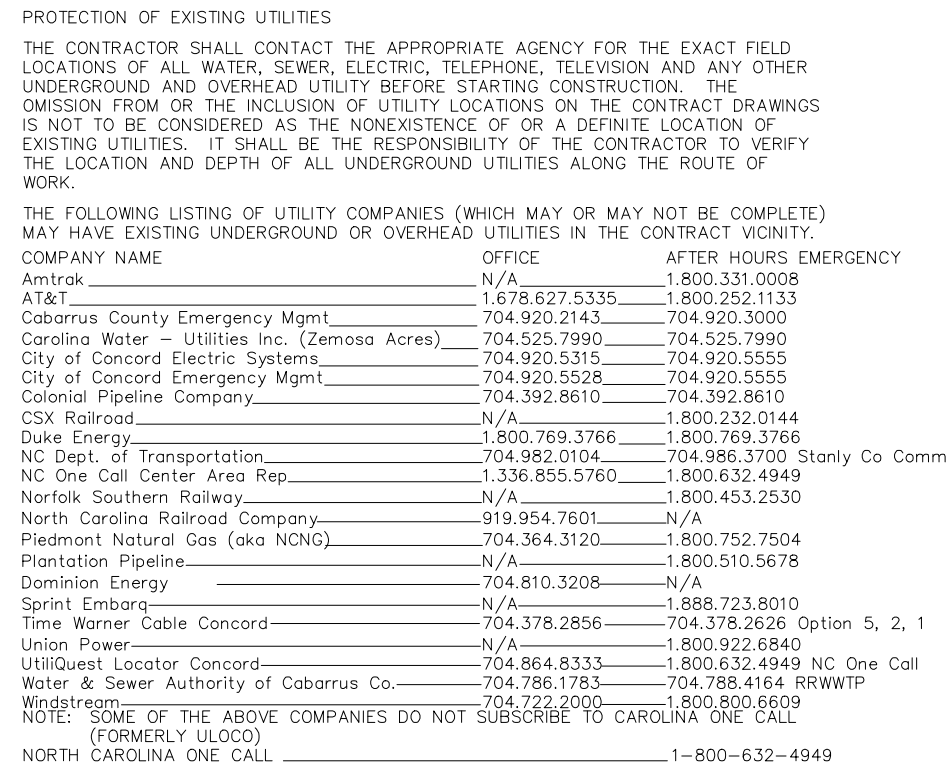 PROTECTION OF EXISTING UTILITIES
THE CONTRACTOR SHALL CONTACT THE APPROPRIATE AGENCY FOR THE EXACT FIELD
LOCATIONS OF ALL WATER, SEWER, ELECTRIC, TELEPHONE, TELEVISION AND ANY OTHER
UNDERGROUND AND OVERHEAD UTILITY BEFORE STARTING CONSTRUCTION. THE
OMISSION FROM OR THE INCLUSION OF UTILITY LOCATIONS ON THE CONTRACT DRAWINGS
IS NOT TO BE CONSIDERED AS THE NONEXISTENCE OF OR A DEFINITE LOCATION OF
EXISTING UTILITIES. IT SHALL BE THE RESPONSIBILITY OF THE CONTRACTOR TO VERIFY
THE LOCATION AND DEPTH OF ALL UNDERGROUND UTILITIES ALONG THE ROUTE OF
WORK.
THE FOLLOWING LISTING OF UTILITY COMPANIES (WHICH MAY OR MAY NOT BE COMPLETE)
MAY HAVE EXISTING UNDERGROUND OR OVERHEAD UTILITIES IN THE CONTRACT VICINITY.
COMPANY NAME OFFICE AFTER HOURS EMERGENCY
Amtrak N/A 1.800.331.0008
AT&T 1.678.627.5335 1.800.252.1133
Cabarrus County Emergency Mgmt 704.920.2143 704.920.3000
Carolina Water – Utilities Inc. (Zemosa Acres) 704.525.7990 704.525.7990
City of Concord Electric Systems 704.920.5315 704.920.5555
City of Concord Emergency Mgmt 704.920.5528 704.920.5555
Colonial Pipeline Company 704.392.8610 704.392.8610
CSX Railroad N/A 1.800.232.0144
Duke Energy 1.800.769.3766 1.800.769.3766
NC Dept. of Transportation 704.982.0104 704.986.3700 Stanly Co Comm
NC One Call Center Area Rep 1.336.855.5760 1.800.632.4949
Norfolk Southern Railway N/A 1.800.453.2530
North Carolina Railroad Company 919.954.7601 N/A
Piedmont Natural Gas (aka NCNG) 704.364.3120 1.800.752.7504
Plantation Pipeline N/A 1.800.510.5678
Dominion Energy 704.810.3208 N/A
Sprint Embarq N/A 1.888.723.8010
Time Warner Cable Concord 704.378.2856 704.378.2626 Option 5, 2, 1
Union Power N/A 1.800.922.6840
UtiliQuest Locator Concord 704.864.8333 1.800.632.4949 NC One Call
Water & Sewer Authority of Cabarrus Co. 704.786.1783 704.788.4164 RRWWTP
Windstream 704.722.2000 1.800.800.6609
NOTE: SOME OF THE ABOVE COMPANIES DO NOT SUBSCRIBE TO CAROLINA ONE CALL
(FORMERLY ULOCO)
NORTH CAROLINA ONE CALL 1-800-632-4949